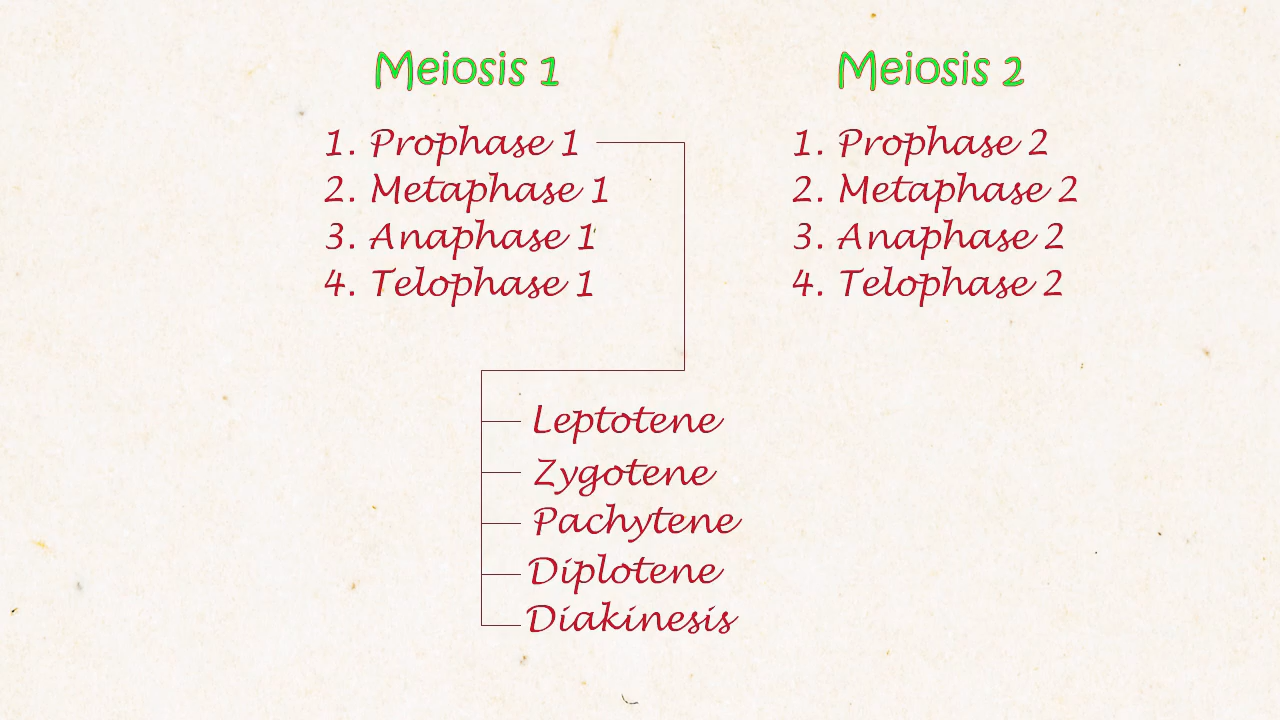 Meiosis 1
1. Prophase 1
2. Metaphase 1
3. Anaphase 1
4. Telophase 1
Meiosis 2
1. Prophase 2
2. Metaphase 2
3. Anaphase 2
4. Telophase 2
Leptotene
Zygotene
Pachytene
Diplotene
Diakinesis